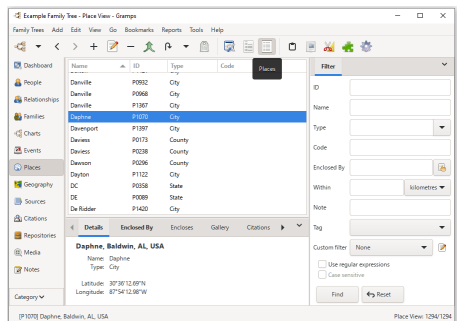 Example Family Tree - Place View - Gramps
Family Trees Add Edit View Go Bookmarks Reports Tools Help
Dashboard
People
Relationships
Families
Charts
Events
Places
Geography
Sources
Citations
Repositories
Media
Notes
Category
Name ID Type Code
Places
Danville P0932 City
Danville P0968 City
Danville P1367 City
Daphne P1070 City
Davenport P1397 City
Daviess P0173 County
Daviess P0238 County
Dawson P0296 County
Dayton P1122 City
DC P0358 State
DE P0089 State
De Ridder P1420 City
Details Enclosed By Encloses Gallery Citations
Daphne, Baldwin, AL, USA
Name: Daphne
Type: City
Latitude: 30°36'12.69"N
Longitude: 87°54'12.98"W
Filter
ID
Name
Type
Code
Enclosed By
Within kilometres
Note
Tag
Custom filter None
Use regular expressions
Case sensitive
Find Reset
[P1070] Daphne, Baldwin, AL, USA
Place View: 1294/1294